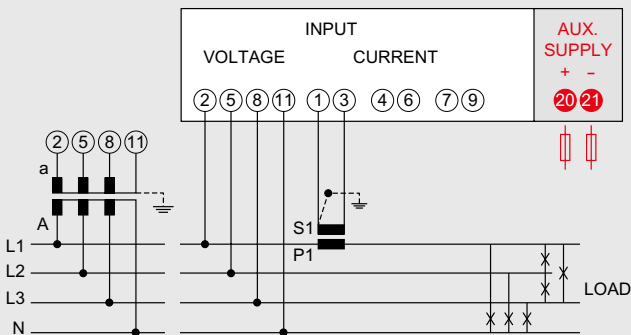 INPUT
AUX.
SUPPLY
VOLTAGE CURRENT
+ −
2 5 8 11 1 3 4 6 7 9 20 21
2 5 8 11
a
A
S1
P1
L1
L2
L3
LOAD
N